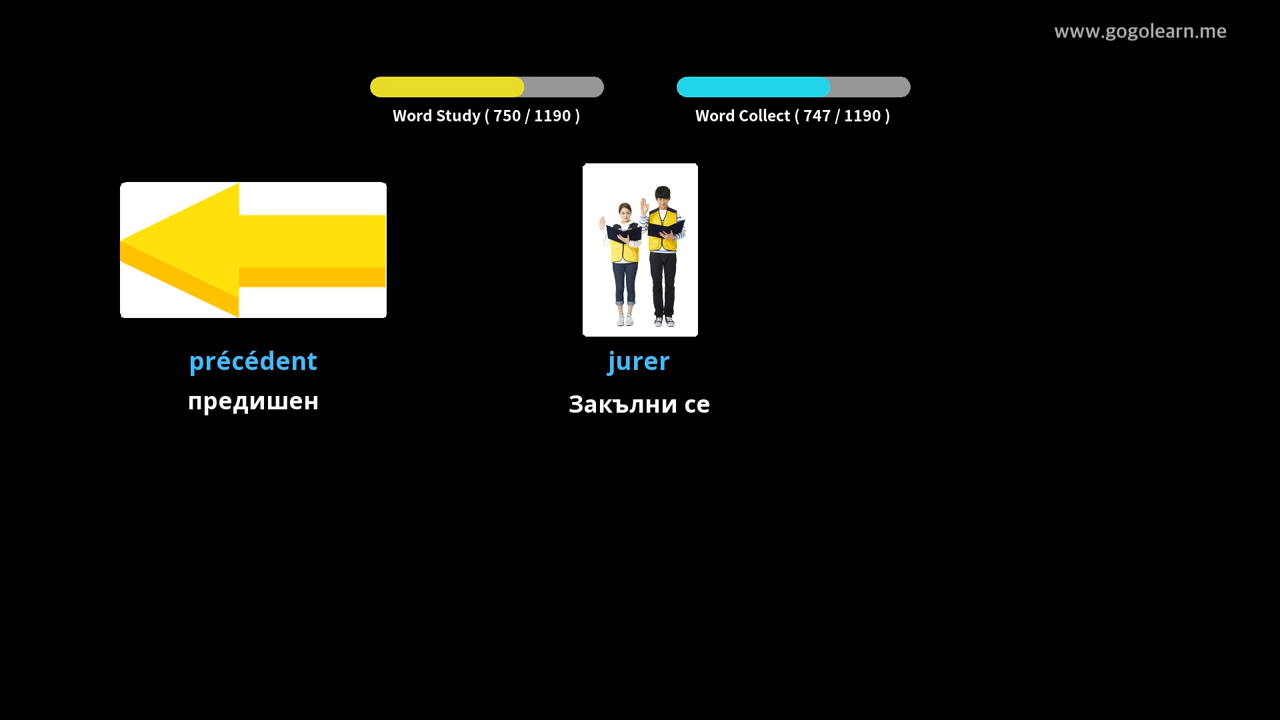 www.gogolearn.me
Word Study ( 750 / 1190 )
Word Collect ( 747 / 1190 )
précédent
предишен
jurer
Закълни се